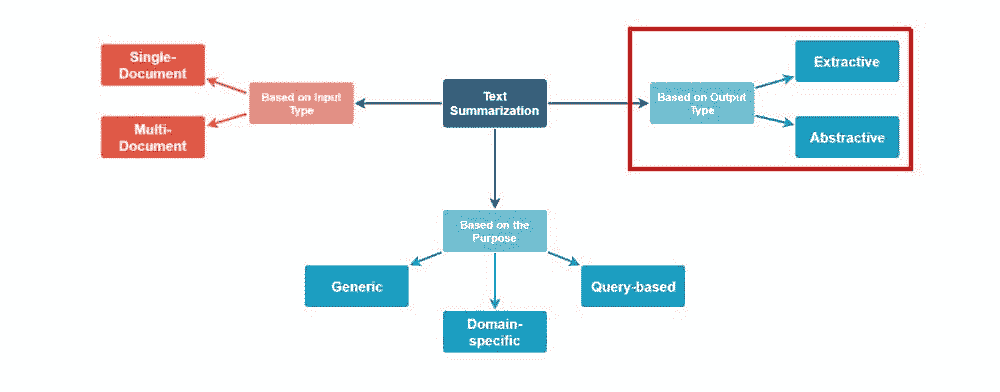 Single-
Document
Multi-
Document
Based on Input
Type
Text
Summarization
Based on Output
Type
Extractive
Abstractive
Based on the
Purpose
Generic
Domain-
specific
Query-based